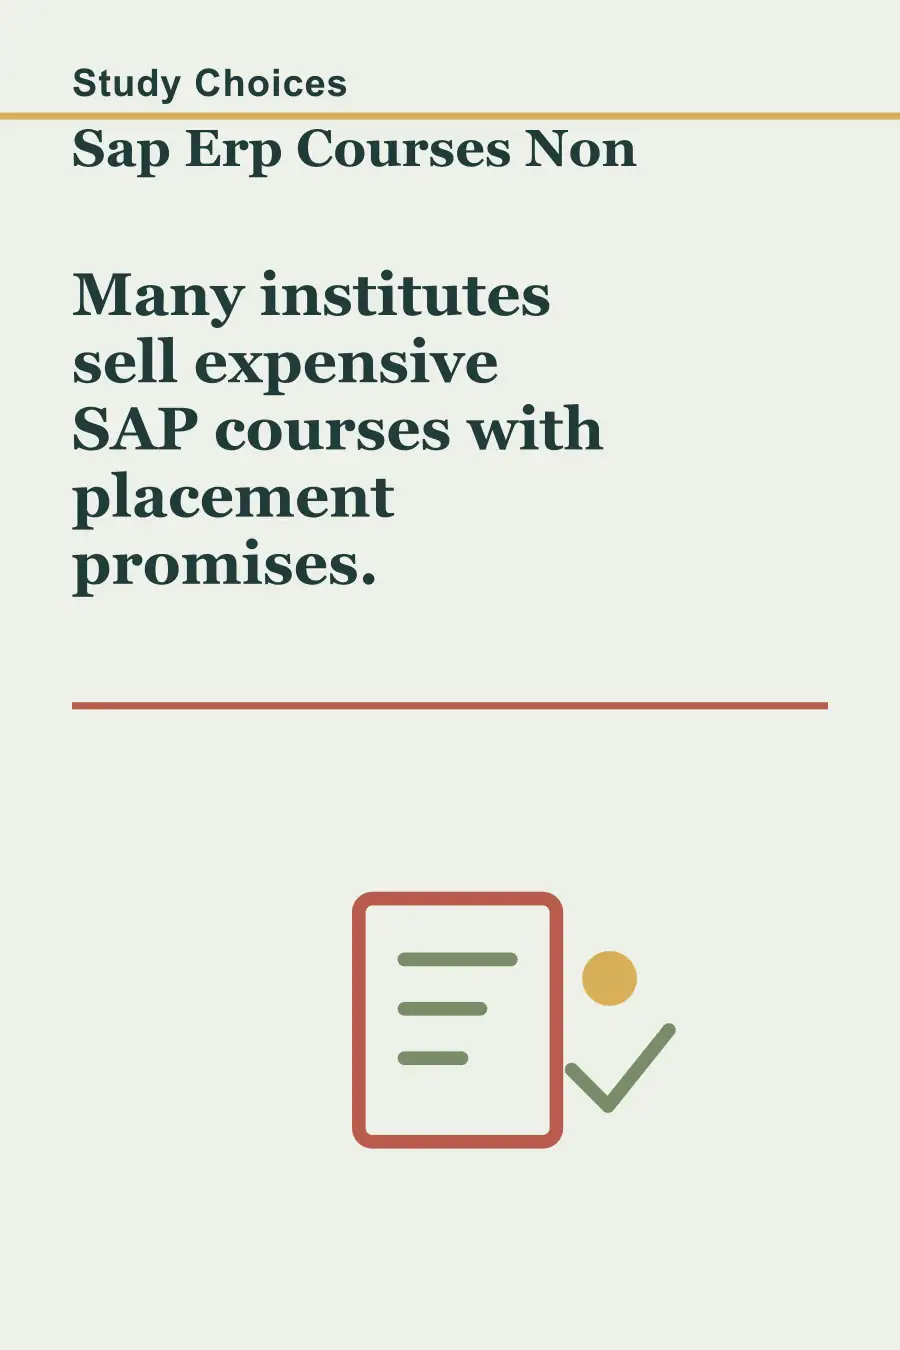 Study Choices
Sap Erp Courses Non
Many institutes
sell expensive
SAP courses with
placement
promises.